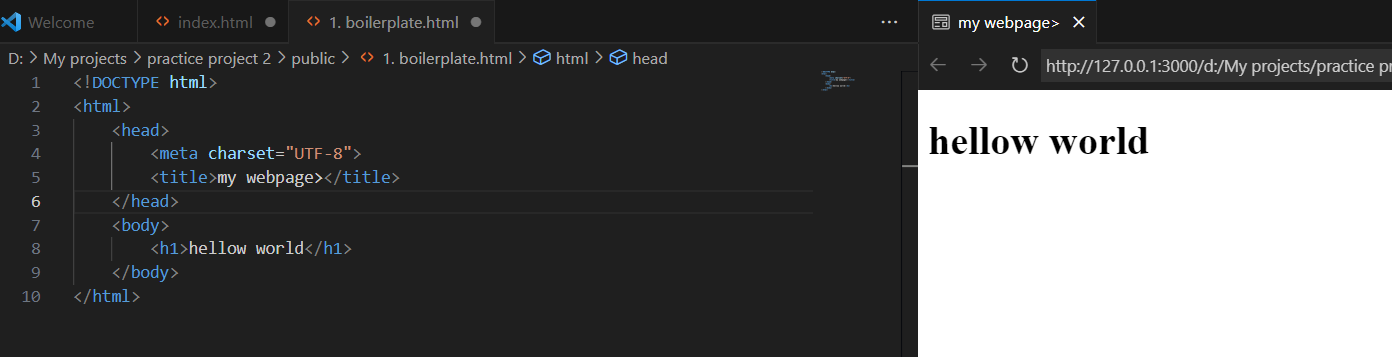 Welcome index.html 1. boilerplate.html ... my webpage>
D: > My projects > practice project 2 > public > 1. boilerplate.html > html > head
http://127.0.0.1:3000/d:/My projects/practice pr
1 <!DOCTYPE html>
2 <html>
3 <head>
4 <meta charset="UTF-8">
5 <title>my webpage></title>
6 </head>
7 <body>
8 <h1>hellow world</h1>
9 </body>
10 </html>
hellow world